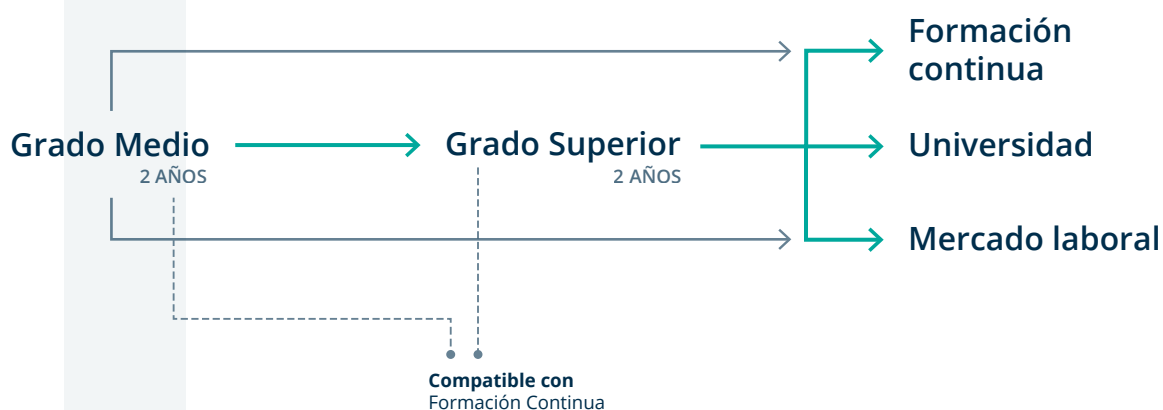 Formación
continua
Grado Medio
2 AÑOS
Grado Superior
2 AÑOS
Universidad
Mercado laboral
Compatible con
Formación Continua